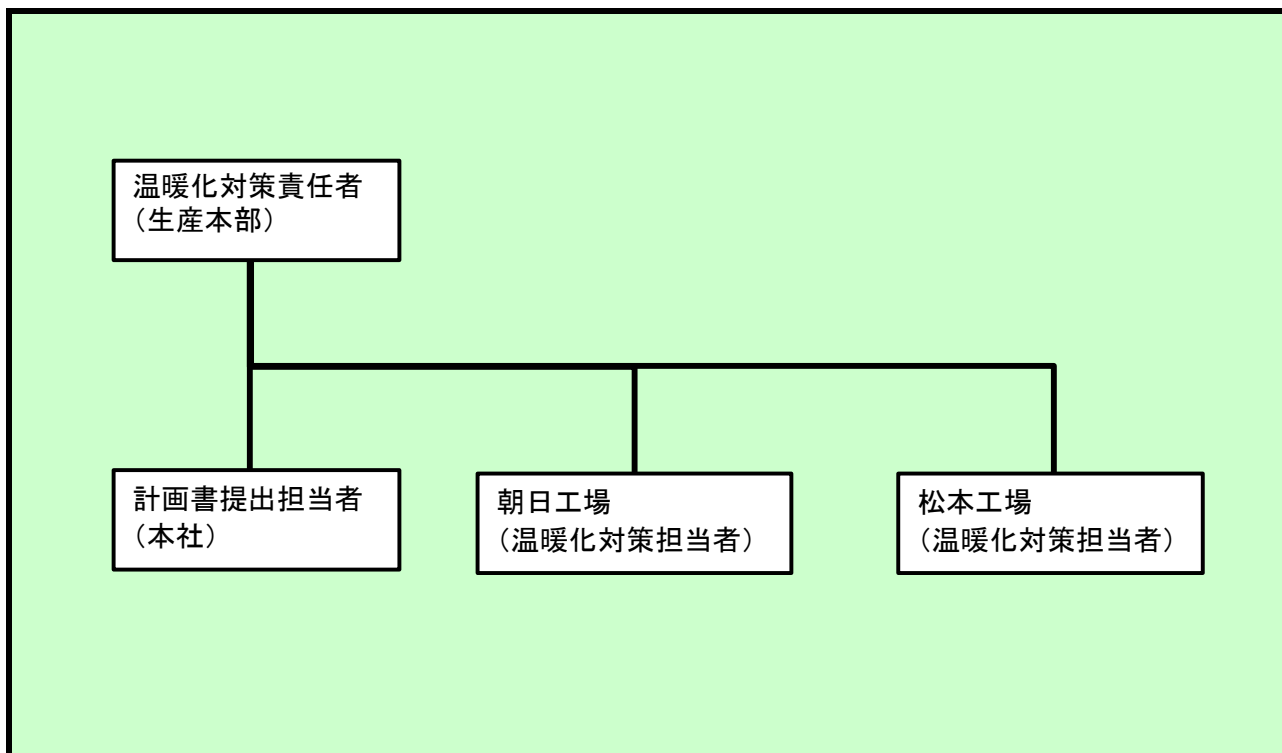 温暖化対策責任者
（生産本部）
計画書提出担当者
（本社）
朝日工場
（温暖化対策担当者）
松本工場
（温暖化対策担当者）